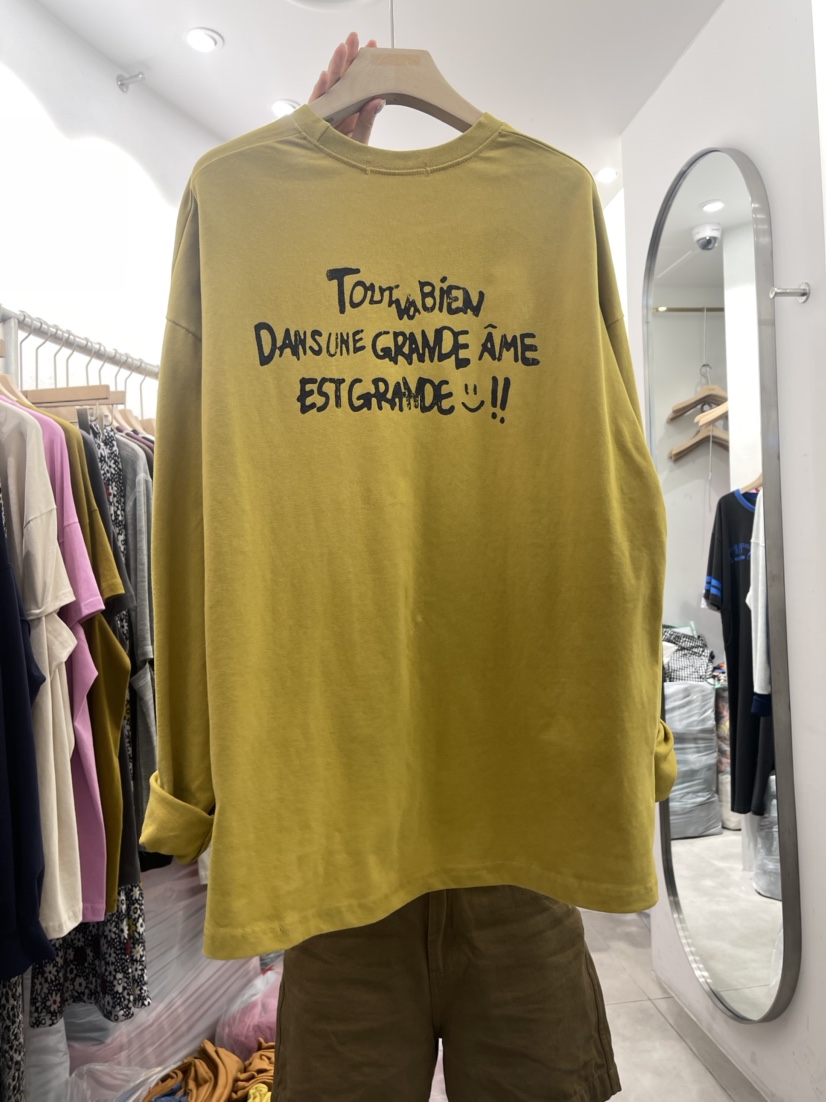 TOUT va BIEN
DANS UNE GRANDE ÂME
EST GRANDE !!